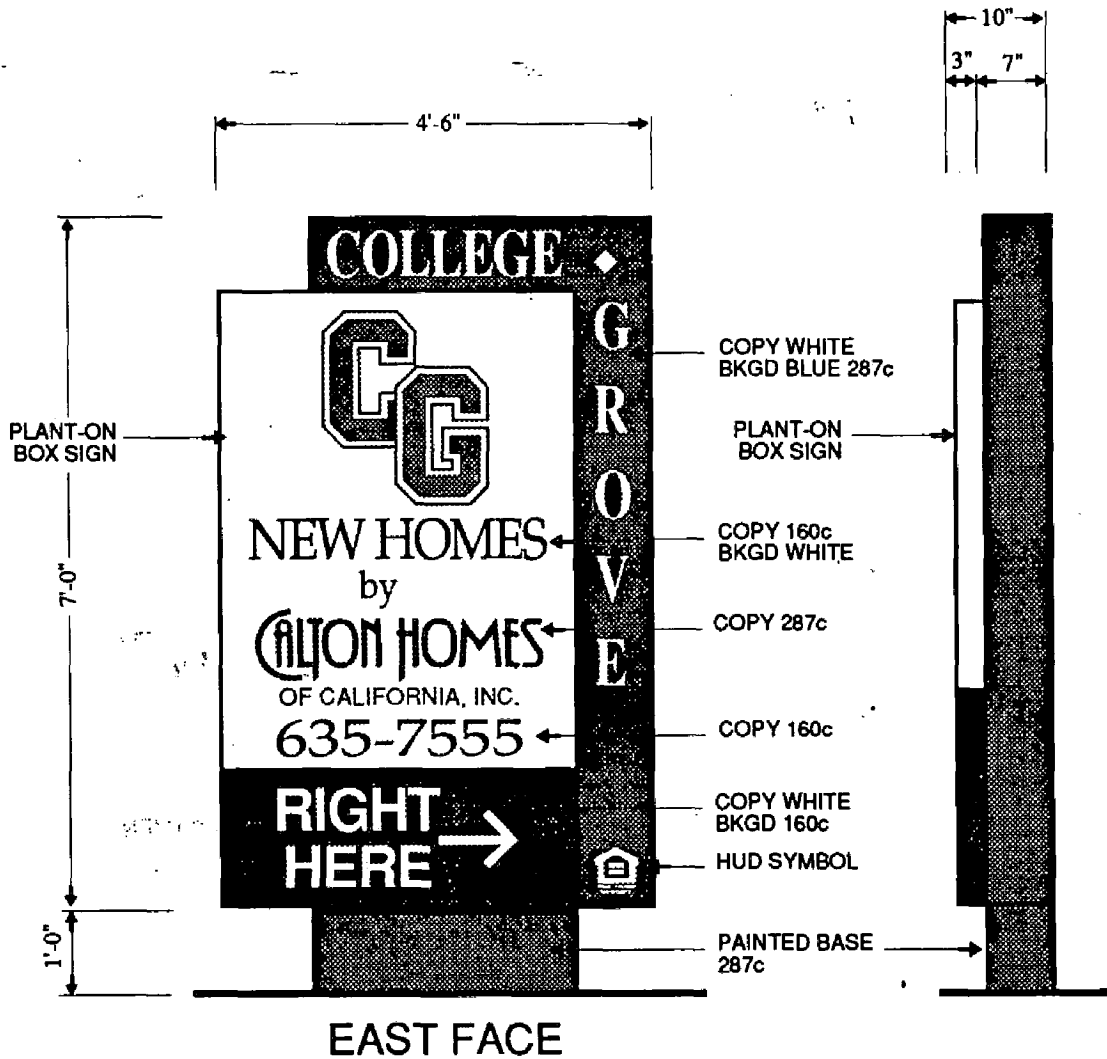 10"
3" 7"
4'-6"
COLLEGE
GROVE
CG
COPY WHITE
BKGD BLUE 287c
PLANT-ON
BOX SIGN
PLANT-ON
BOX SIGN
NEW HOMES
by
COPY 160c
BKGD WHITE
7'-0"
CALTON HOMES
COPY 287c
OF CALIFORNIA, INC.
635-7555
COPY 160c
RIGHT
HERE
COPY WHITE
BKGD 160c
HUD SYMBOL
1'-0"
PAINTED BASE
287c
EAST FACE